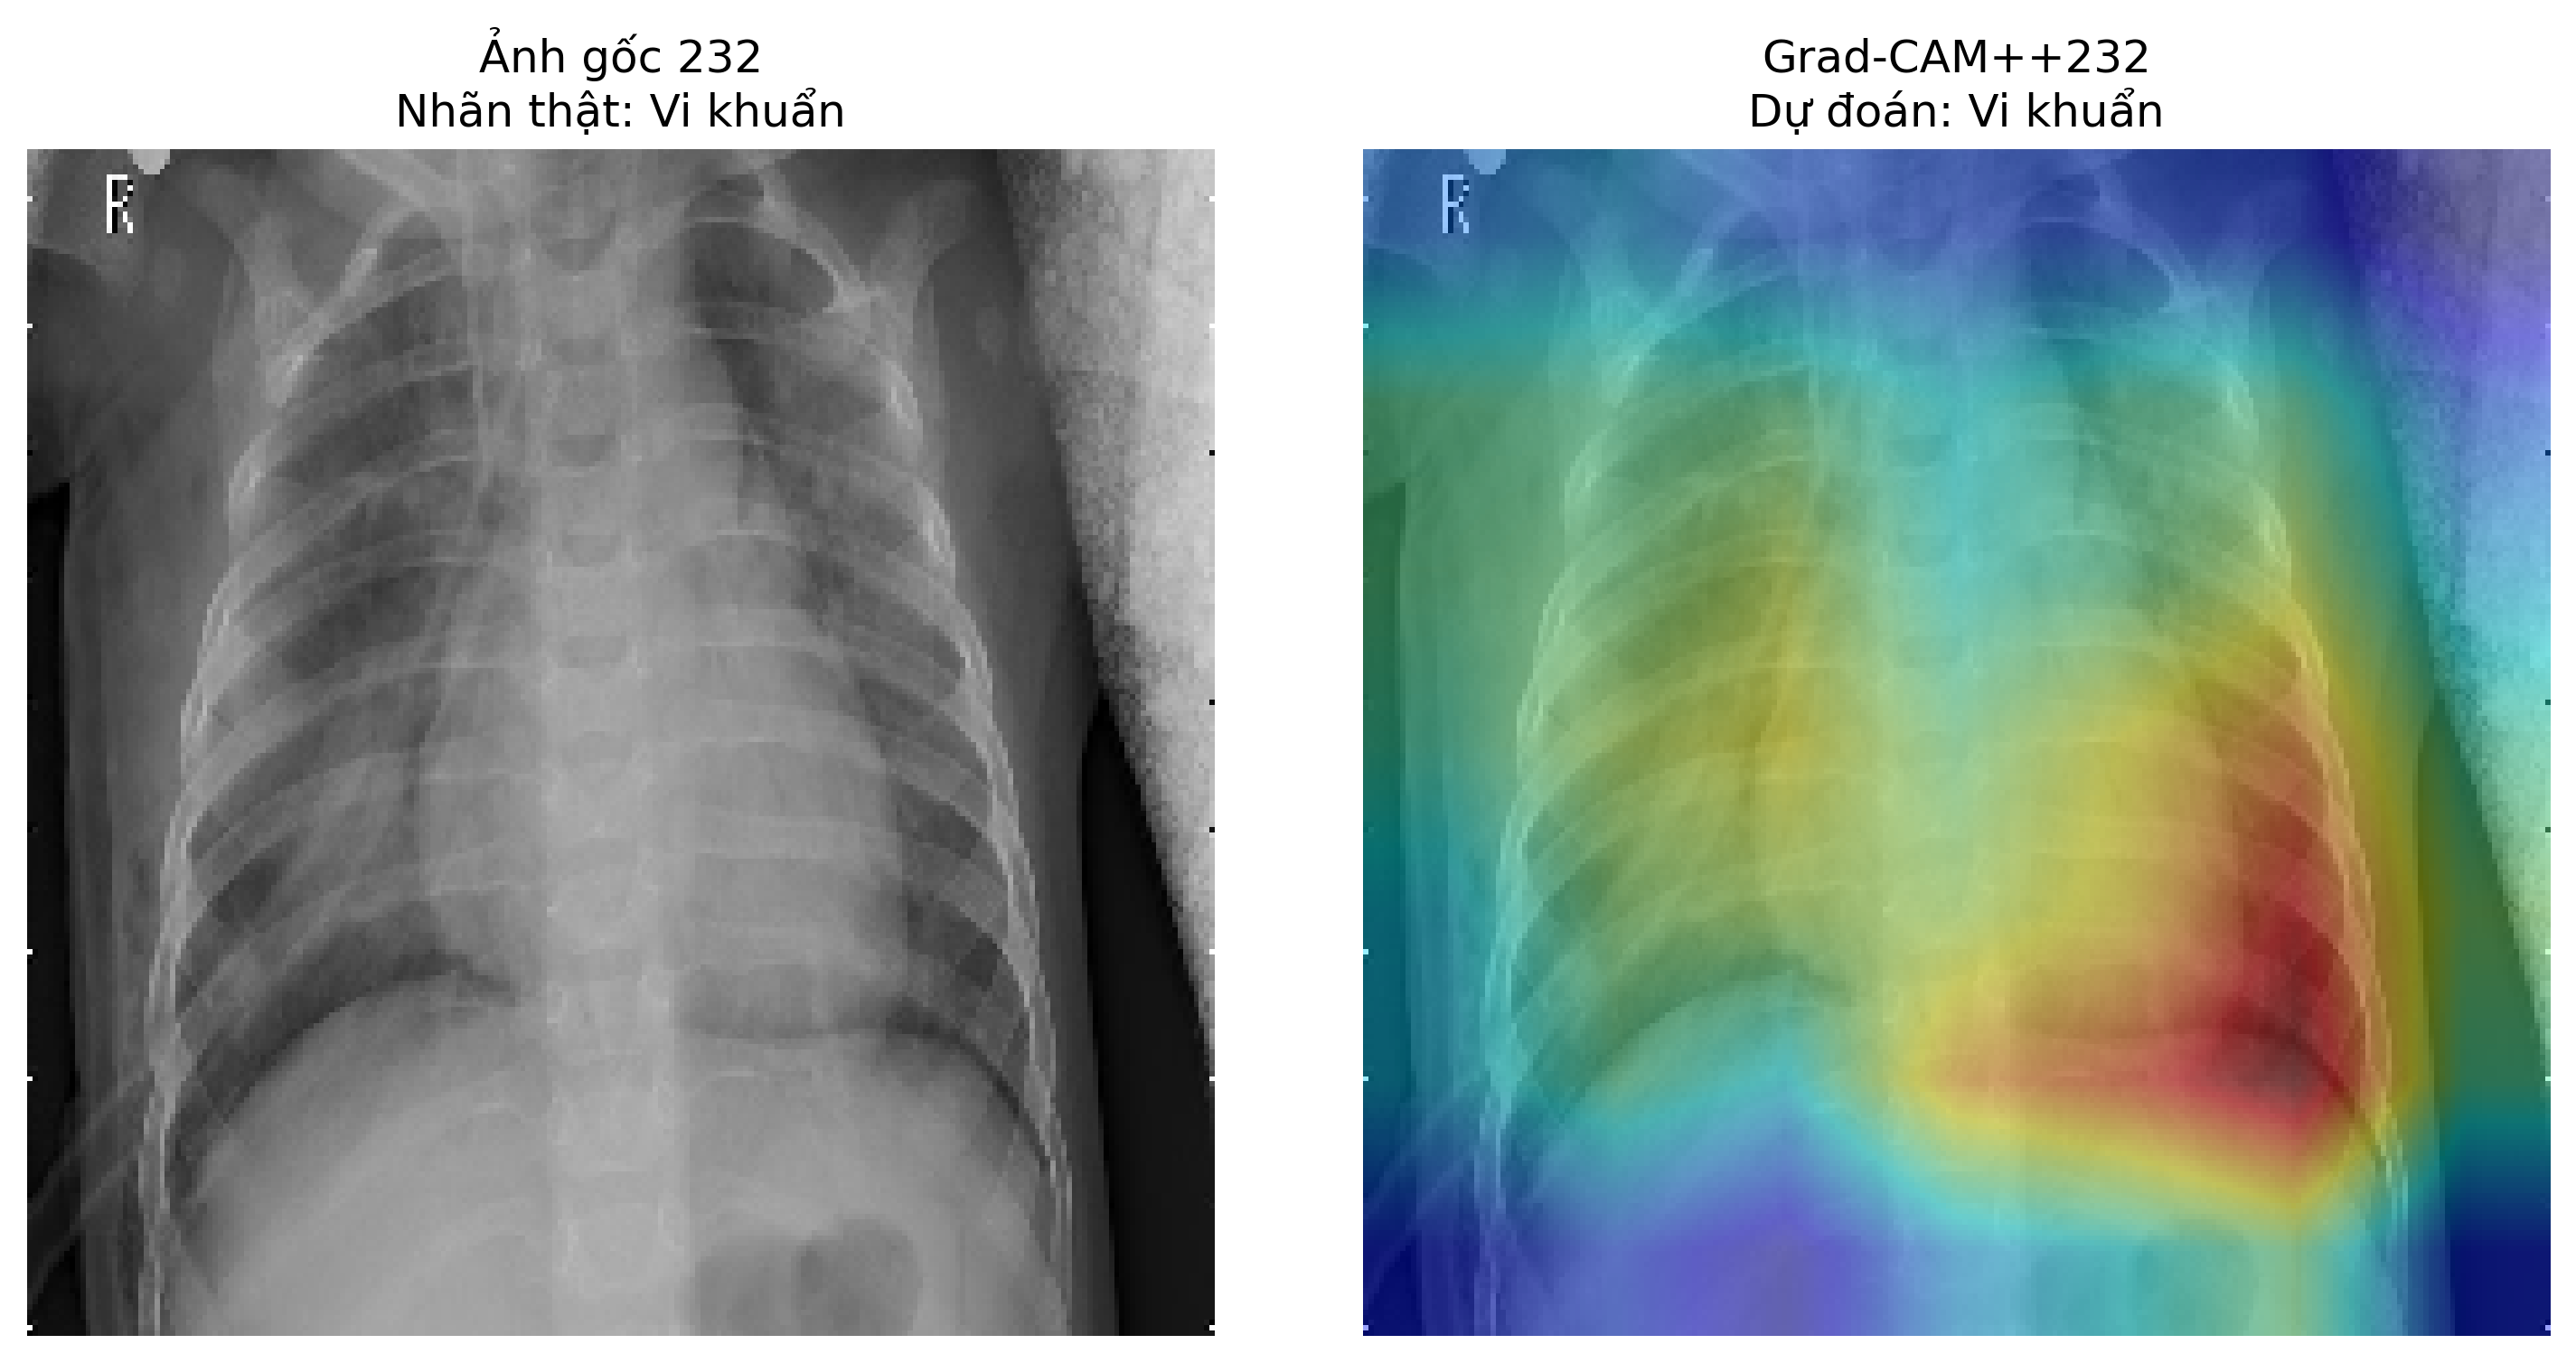 Ảnh gốc 232
Nhãn thật: Vi khuẩn
R
Grad-CAM++232
Dự đoán: Vi khuẩn
R